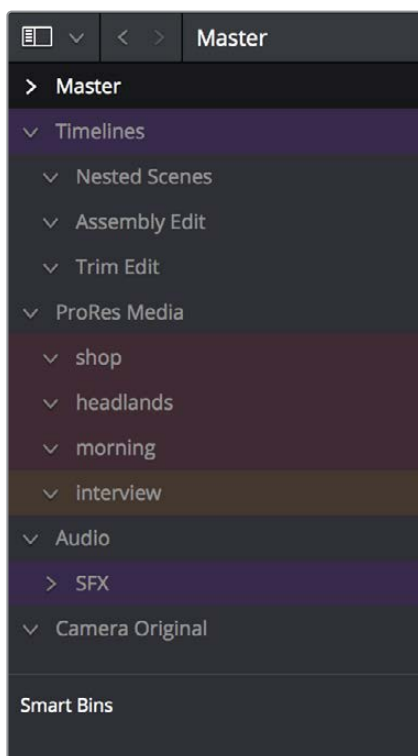 Master
Master
Timelines
Nested Scenes
Assembly Edit
Trim Edit
ProRes Media
shop
headlands
morning
interview
Audio
SFX
Camera Original
Smart Bins